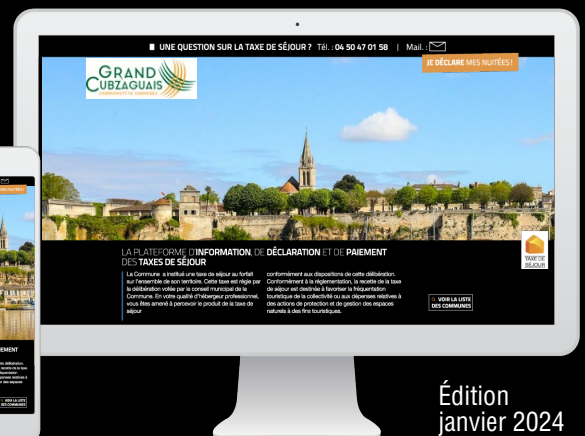 UNE QUESTION SUR LA TAXE DE SÉJOUR ? Tél. : 04 50 47 01 58 | Mail. :
JE DÉCLARE MES NUITÉES !
GRAND
CUBZAGUAIS
COMMUNAUTÉ DE COMMUNES
LA PLATEFORME D'INFORMATION, DE DÉCLARATION ET DE PAIEMENT
DES TAXES DE SÉJOUR
La Commune a institué une taxe de séjour au forfait
sur l'ensemble de son territoire. Cette taxe est régie par
la délibération votée par le conseil municipal de la
Commune. En votre qualité d'hébergeur professionnel,
vous êtes amené à percevoir le produit de la taxe de
séjour
conformément aux dispositions de cette délibération.
Conformément à la réglementation, la recette de la taxe
de séjour est destinée à favoriser la fréquentation
touristique de la collectivité ou aux dépenses relatives à
des actions de protection et de gestion des espaces
naturels à des fins touristiques.
TAXE DE
SÉJOUR
VOIR LA LISTE
DES COMMUNES
Édition
janvier 2024